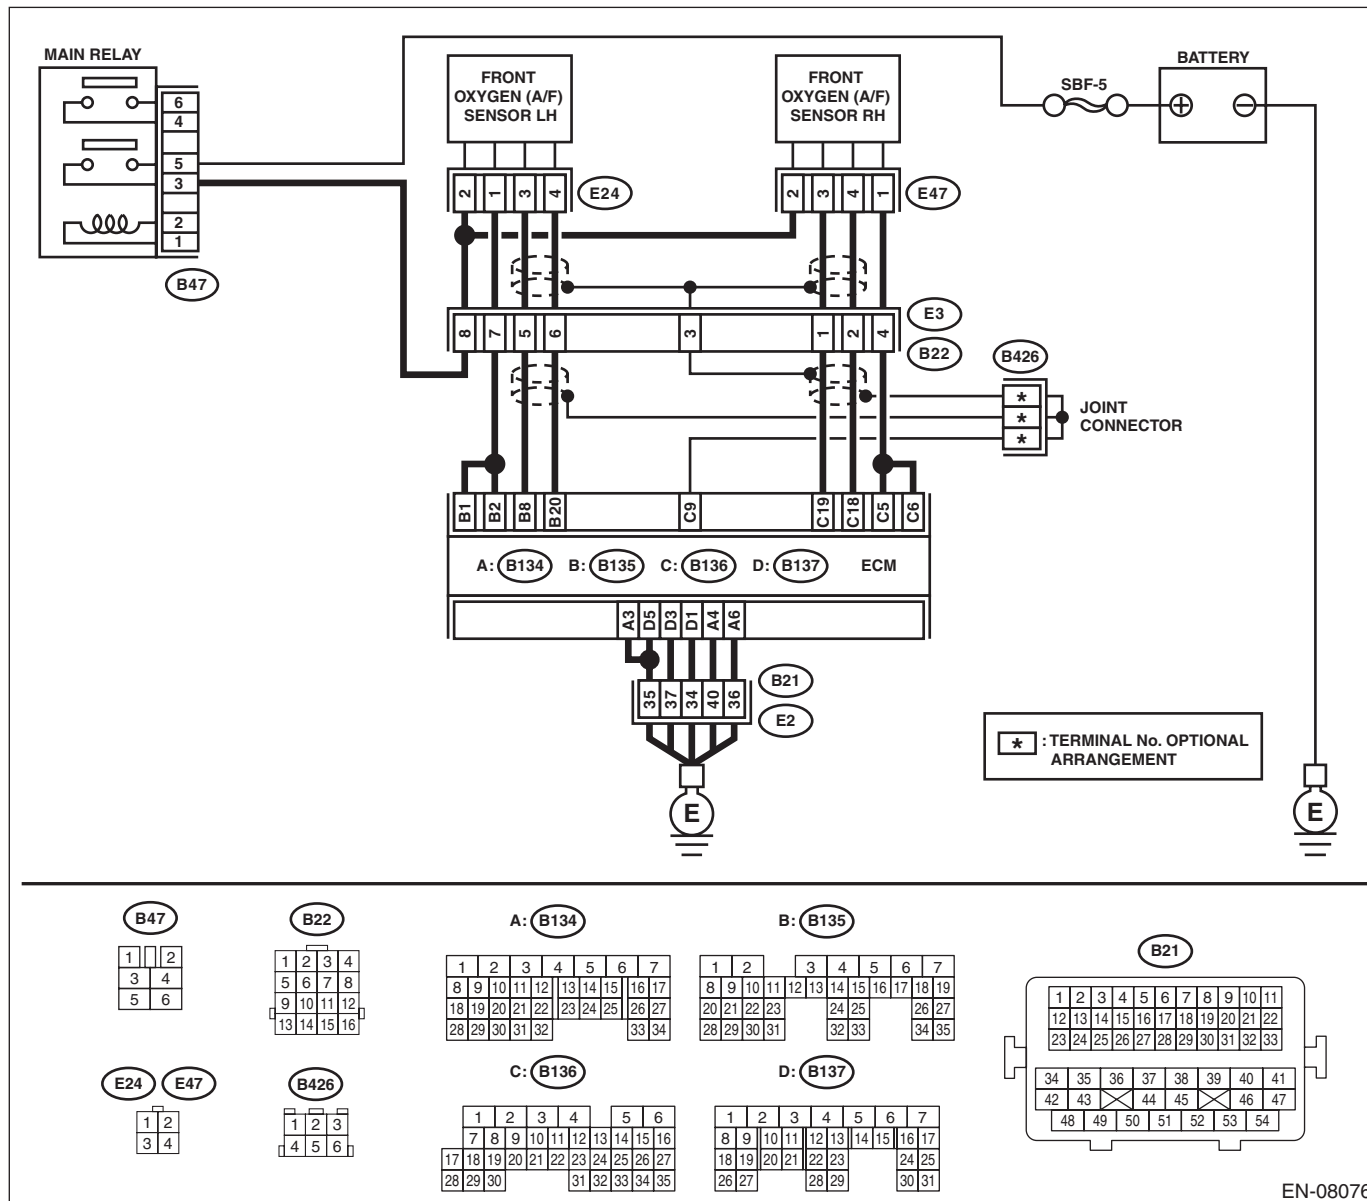 MAIN RELAY
6
4
5
3
2
1
B47
FRONT
OXYGEN (A/F)
SENSOR LH
FRONT
OXYGEN (A/F)
SENSOR RH
SBF-5
BATTERY
2 1 3 4
E24
2 3 4 1
E47
8 7 5 6 3 1 2 4
E3
B22
B426
*
*
*
JOINT
CONNECTOR
B1 B2 B8 B20 C9 C19 C18 C5 C6
A: B134 B: B135 C: B136 D: B137 ECM
A3 D5 D3 D1 A4 A6
35 37 34 40 36
B21
E2
E
* : TERMINAL No. OPTIONAL
ARRANGEMENT
E
B47
1 2
3 4
5 6
B22
1 2 3 4
5 6 7 8
9 10 11 12
13 14 15 16
A: B134
1 2 3 4 5 6 7
8 9 10 11 12 13 14 15 16 17
18 19 20 21 22 23 24 25 26 27
28 29 30 31 32 33 34
B: B135
1 2 3 4 5 6 7
8 9 10 11 12 13 14 15 16 17 18 19
20 21 22 23 24 25 26 27
28 29 30 31 32 33 34 35
B21
1 2 3 4 5 6 7 8 9 10 11
12 13 14 15 16 17 18 19 20 21 22
23 24 25 26 27 28 29 30 31 32 33
34 35 36 37 38 39 40 41
42 43 44 45 46 47
48 49 50 51 52 53 54
E24 E47
1 2
3 4
B426
1 2 3
4 5 6
C: B136
1 2 3 4 5 6
7 8 9 10 11 12 13 14 15 16
17 18 19 20 21 22 23 24 25 26 27
28 29 30 31 32 33 34 35
D: B137
1 2 3 4 5 6 7
8 9 10 11 12 13 14 15 16 17
18 19 20 21 22 23 24 25
26 27 28 29 30 31
EN-08076